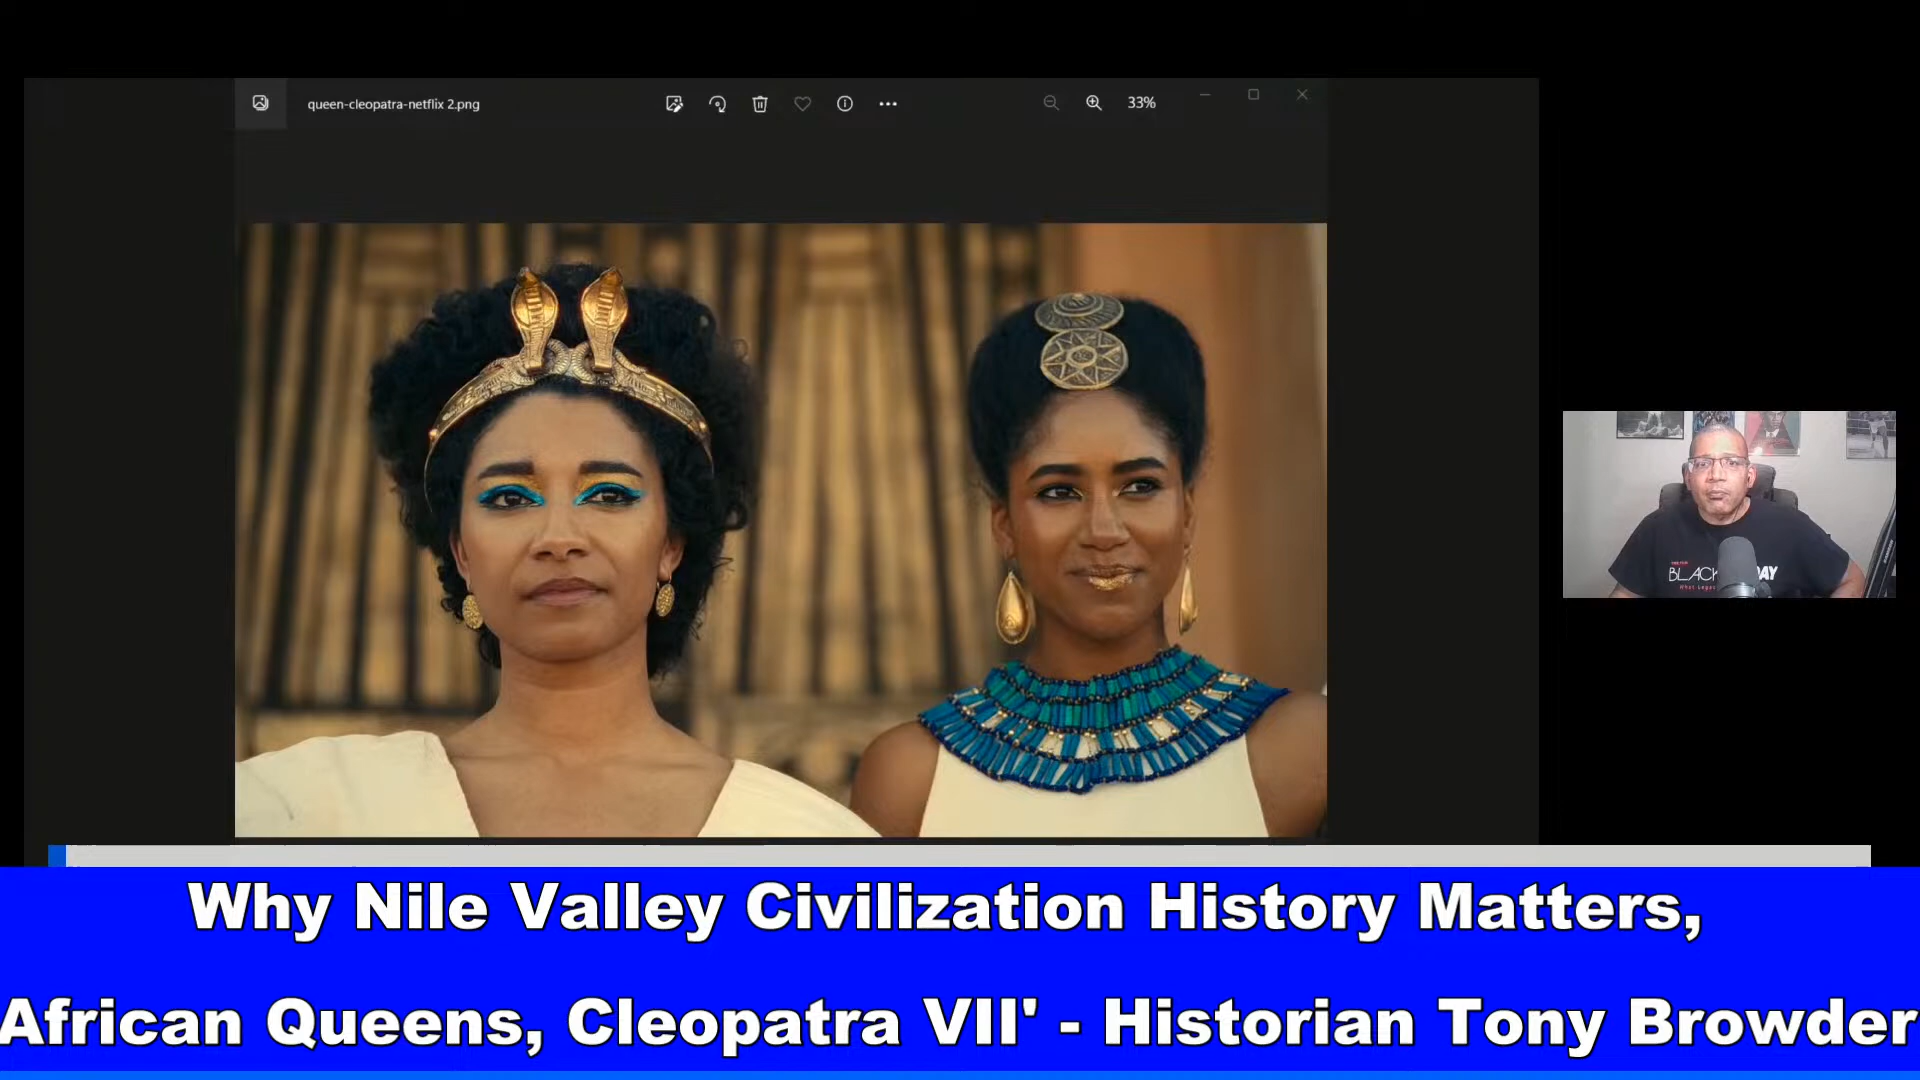 queen-cleopatra-netflix 2.png
33%
BLACK
Why Nile Valley Civilization History Matters,
African Queens, Cleopatra VII' - Historian Tony Browder